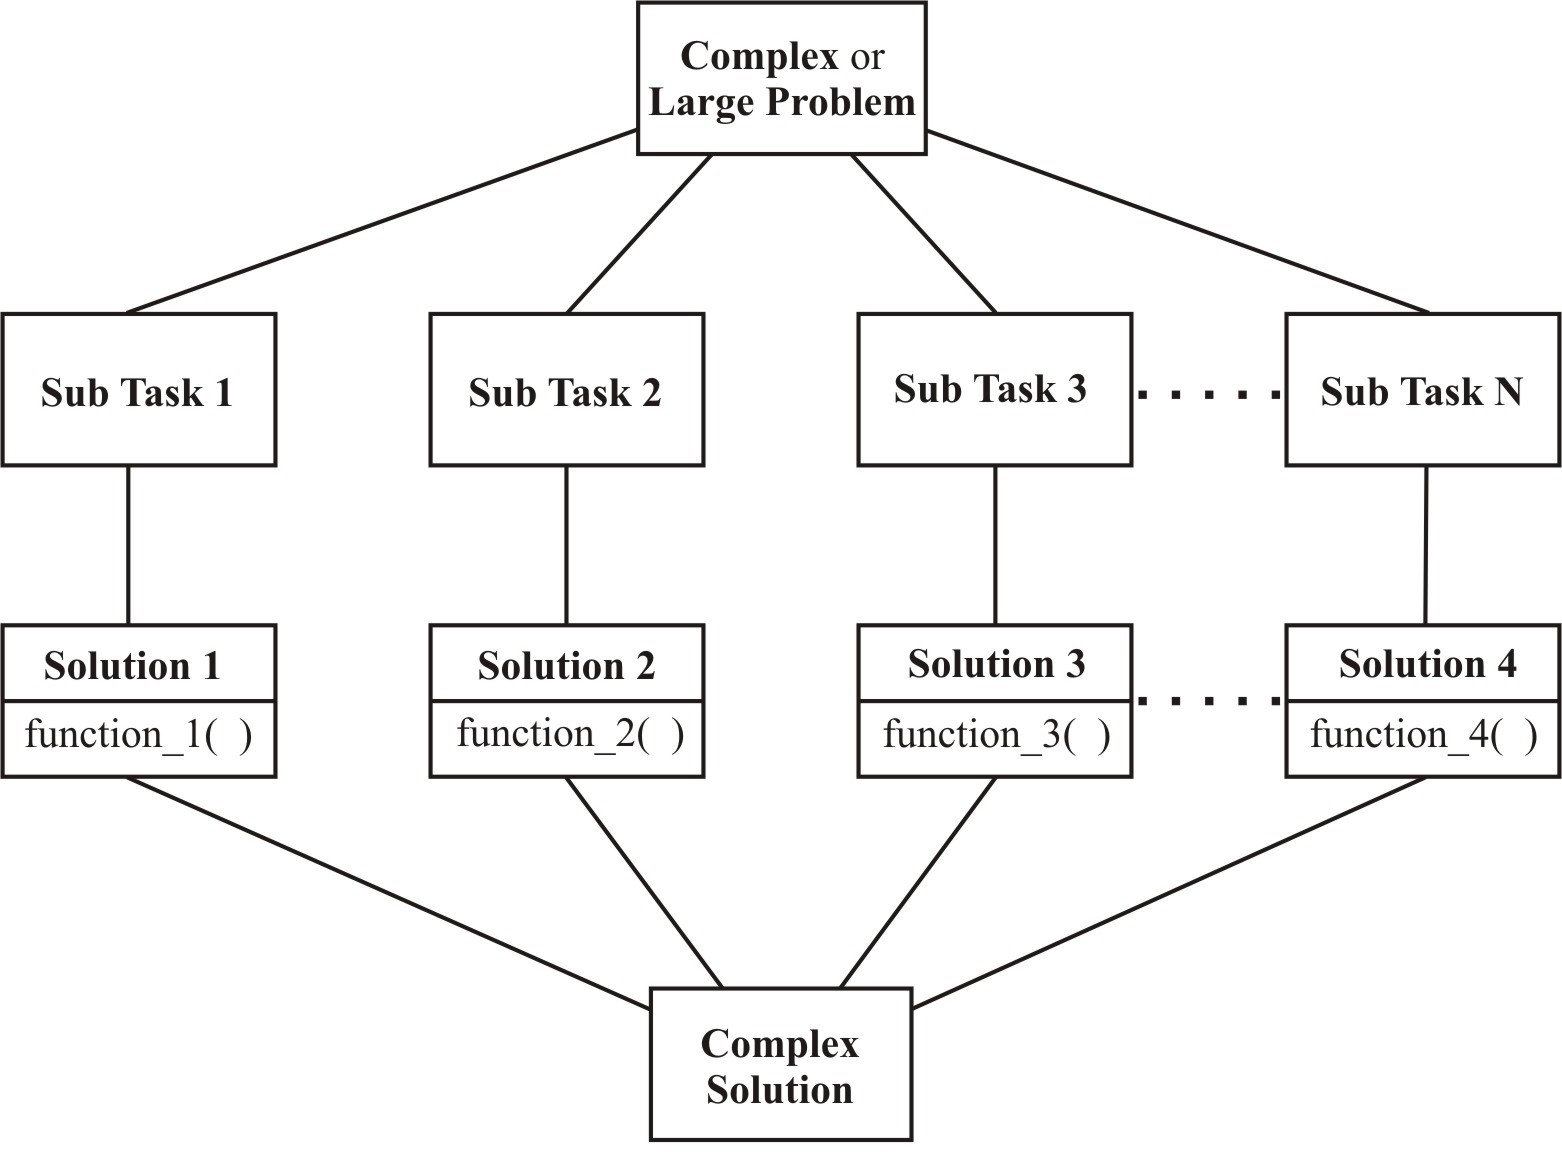 Complex or
Large Problem
Sub Task 1
Sub Task 2
Sub Task 3
Sub Task N
Solution 1
Solution 2
Solution 3
Solution 4
function_1(  )
function_2(  )
function_3(  )
function_4(  )
Complex
Solution